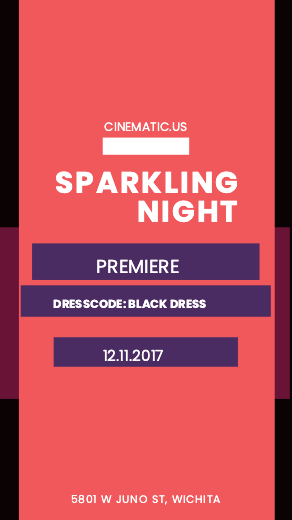 CINEMATIC.US
SPARKLING
NIGHT
PREMIERE
DRESSCODE: BLACK DRESS
12.11.2017
5801 W JUNO ST, WICHITA